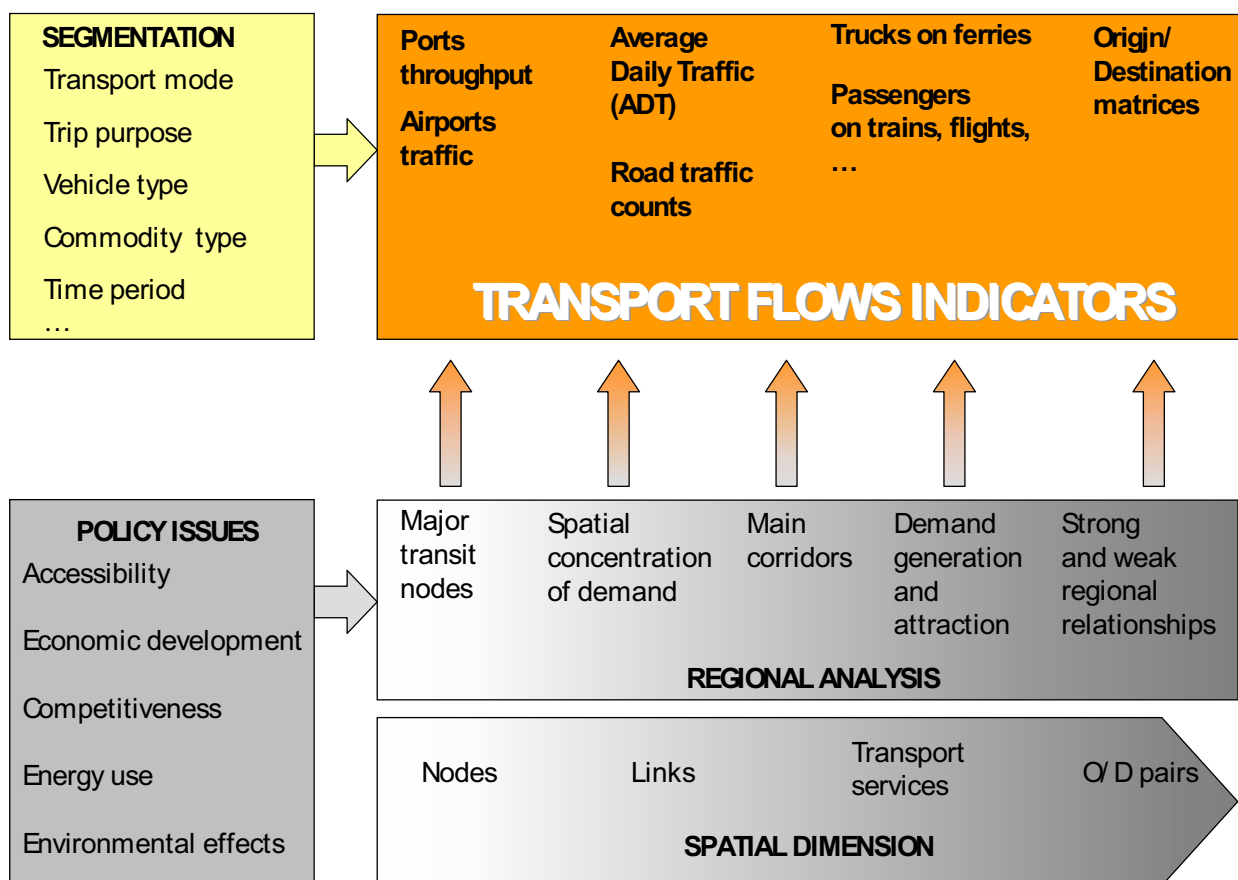 SEGMENTATION
Transport mode
Trip purpose
Vehicle type
Commodity type
Time period
…
Ports
throughput
Airports
traffic
Average
Daily Traffic
(ADT)
Road traffic
counts
Trucks on ferries
Passengers
on trains, flights,
…
Origjn/
Destination
matrices
TRANSPORT FLOWS INDICATORS
POLICY ISSUES
Accessibility
Economic development
Competitiveness
Energy use
Environmental effects
Major
transit
nodes
Spatial
concentration
of demand
Main
corridors
Demand
generation
and
attraction
Strong
and weak
regional
relationships
REGIONAL ANALYSIS
Nodes
Links
Transport
services
O/D pairs
SPATIAL DIMENSION